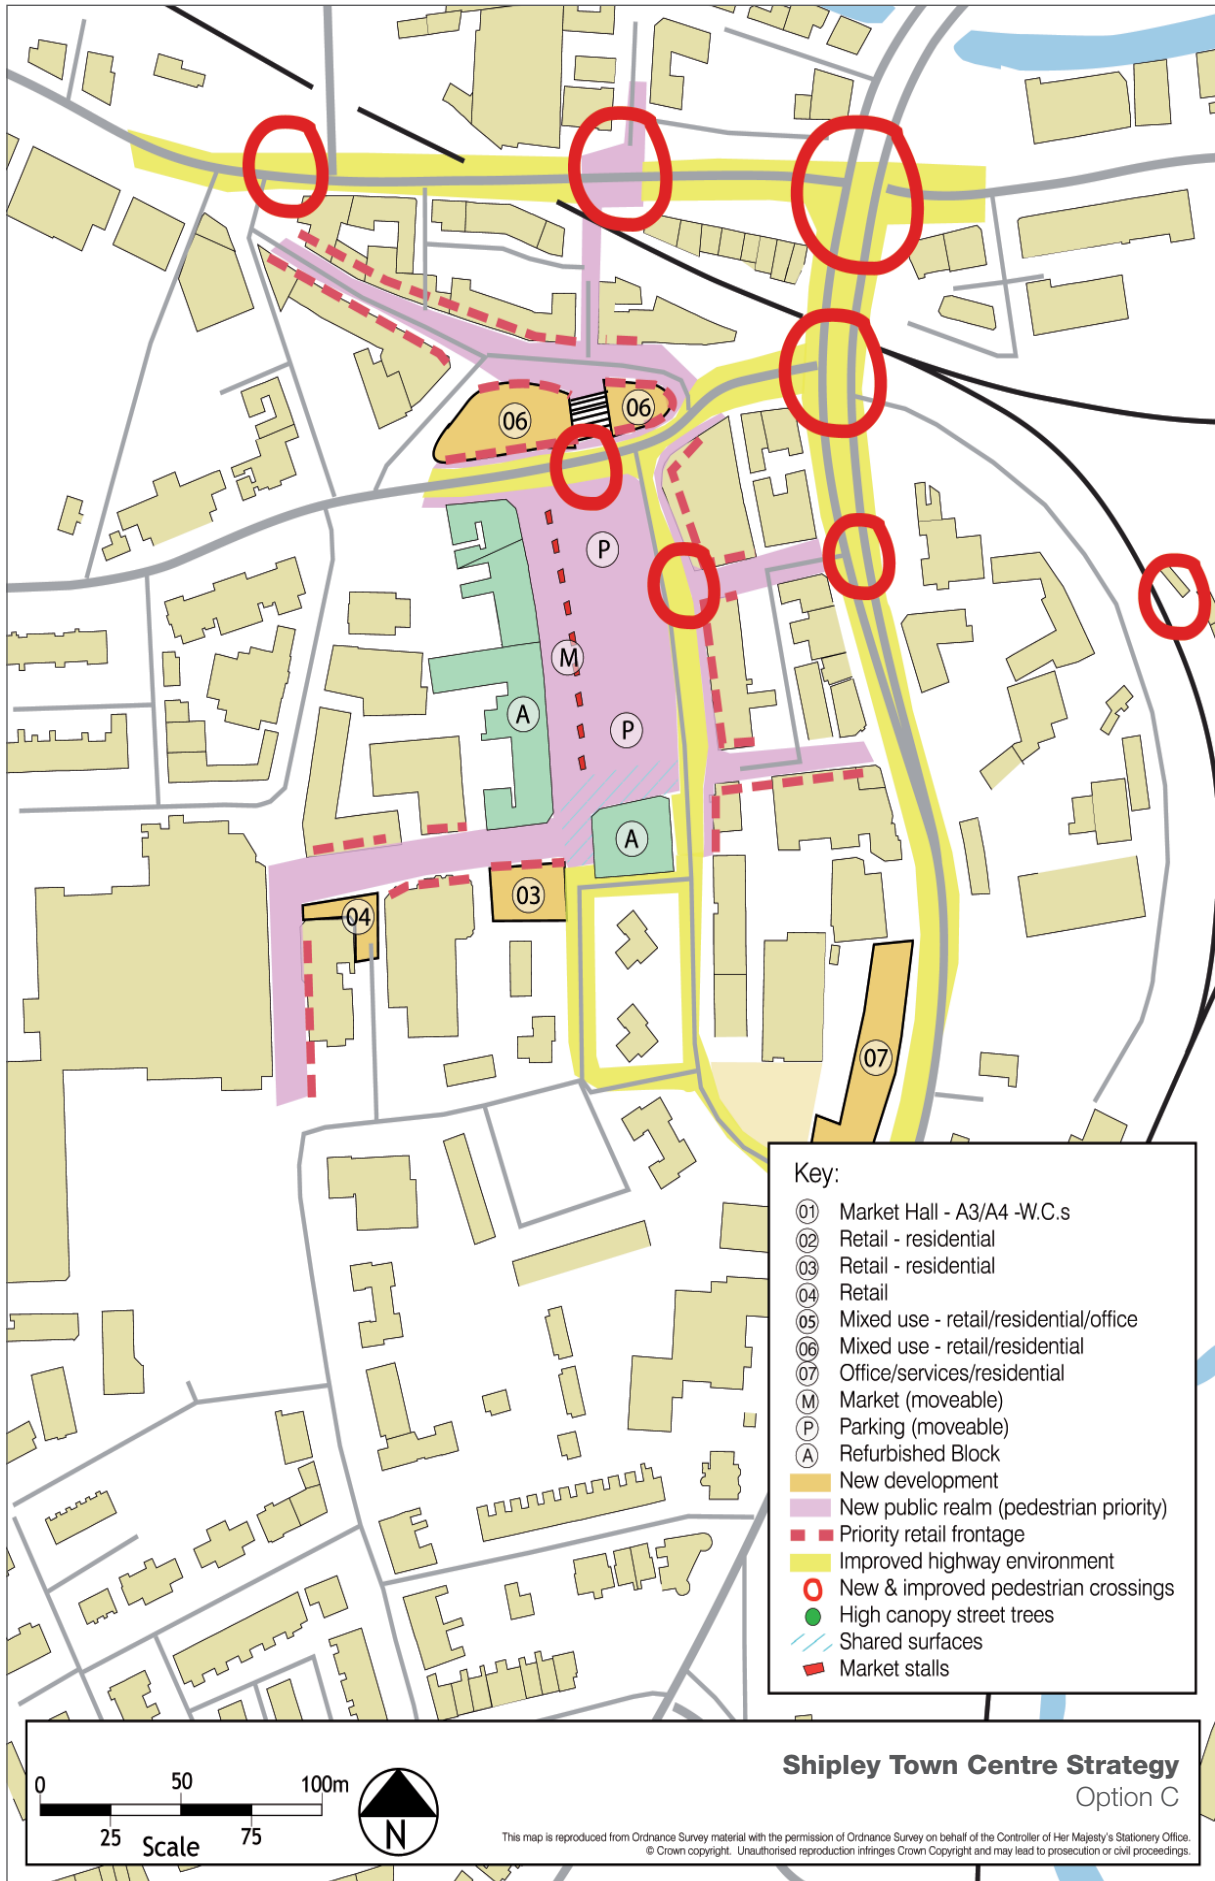 06
06
P
M
A
P
A
03
04
07
Key:
01 Market Hall - A3/A4 -W.C.s
02 Retail - residential
03 Retail - residential
04 Retail
05 Mixed use - retail/residential/office
06 Mixed use - retail/residential
07 Office/services/residential
M Market (moveable)
P Parking (moveable)
A Refurbished Block
New development
New public realm (pedestrian priority)
Priority retail frontage
Improved highway environment
New & improved pedestrian crossings
High canopy street trees
Shared surfaces
Market stalls
0 50 100m
25 75
Scale
N
Shipley Town Centre Strategy
Option C
This map is reproduced from Ordnance Survey material with the permission of Ordnance Survey on behalf of the Controller of Her Majesty's Stationery Office.
© Crown copyright. Unauthorised reproduction infringes Crown Copyright and may lead to prosecution or civil proceedings.